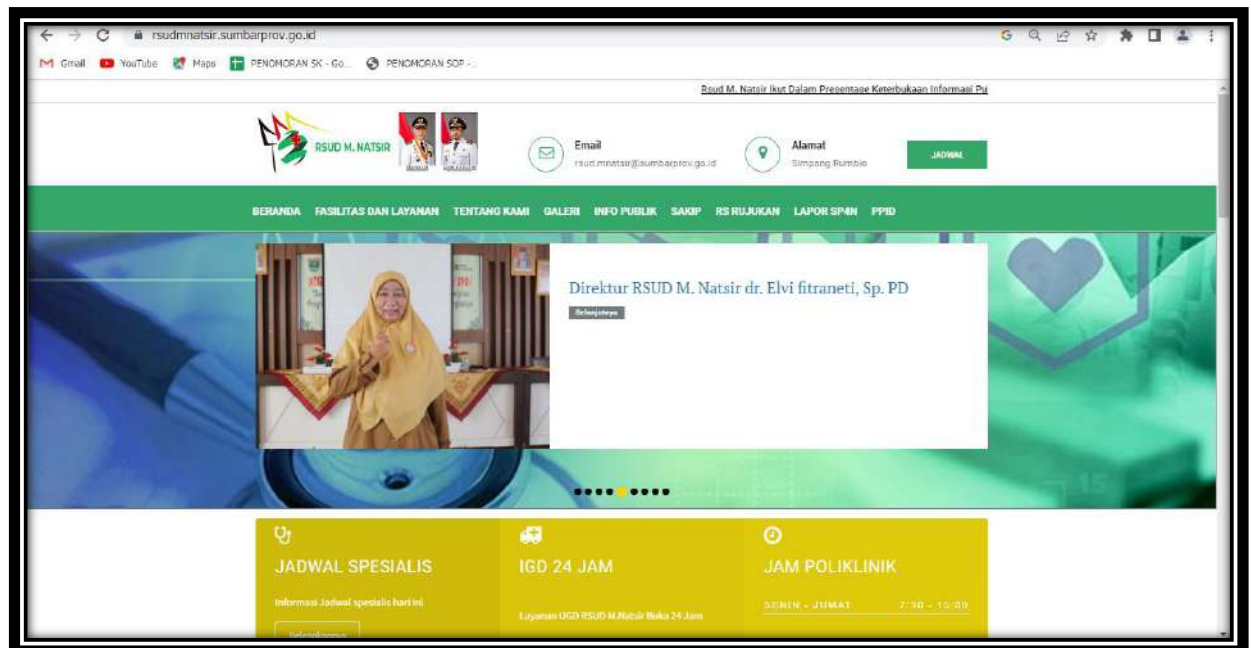 rsudmnatsir.sumbarprov.go.id
Gmail YouTube Maps PENOMORAN SK - Go... PENOMORAN SOP -...
Rsud M. Natsir Ikut Dalam Presentase Keterbukaan Informasi Pu
RSUD M. NATSIR
Email
rsud.mnatsir@sumbarprov.go.id
Alamat
Simpang Rumbio
JADWAL
BERANDA FASILITAS DAN LAYANAN TENTANG KAMI GALERI INFO PUBLIK SAKIP RS RUJUKAN LAPOR SP4N PPID
Direktur RSUD M. Natsir dr. Elvi fitraneti, Sp. PD
Selanjutnya
15
JADWAL SPESIALIS
Informasi Jadwal spesialis hari ini
Selengkapnya
IGD 24 JAM
Layanan UGD RSUD M.Natsir Buka 24 Jam
JAM POLIKLINIK
SENIN - JUMAT 7:30 - 15:00